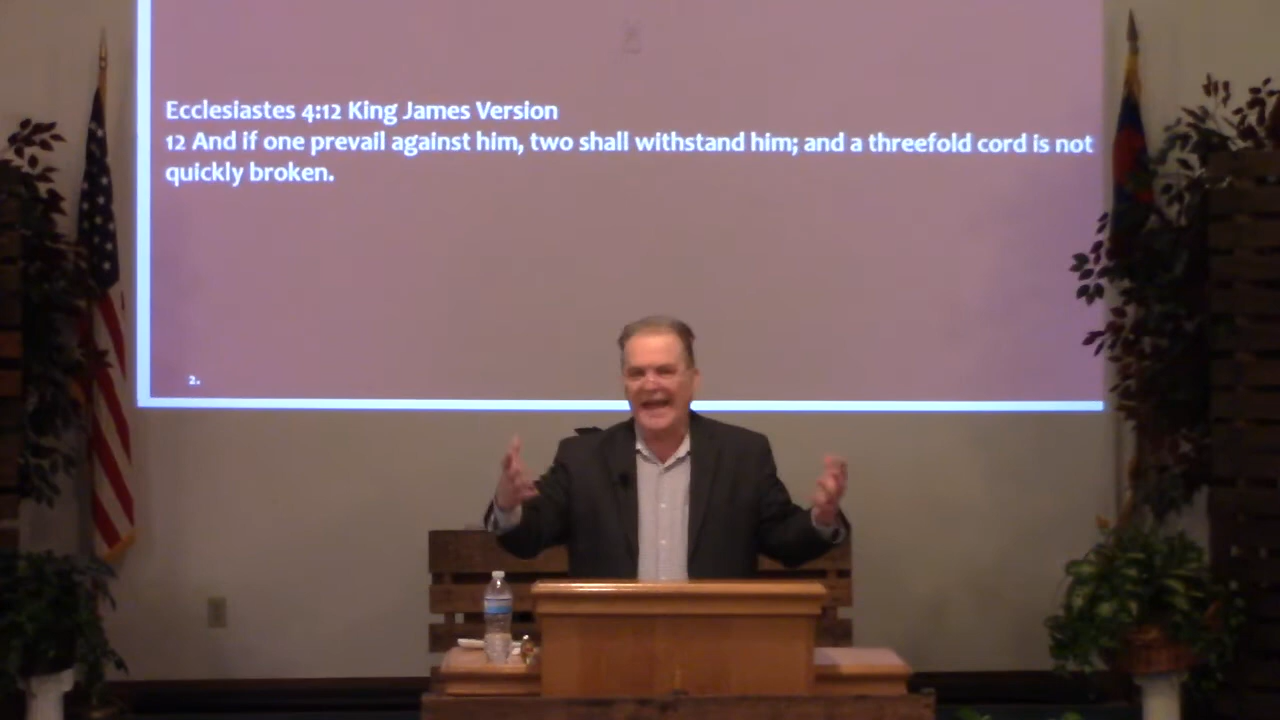 Ecclesiastes 4:12 King James Version
12 And if one prevail against him, two shall withstand him; and a threefold cord is not
quickly broken.
2.